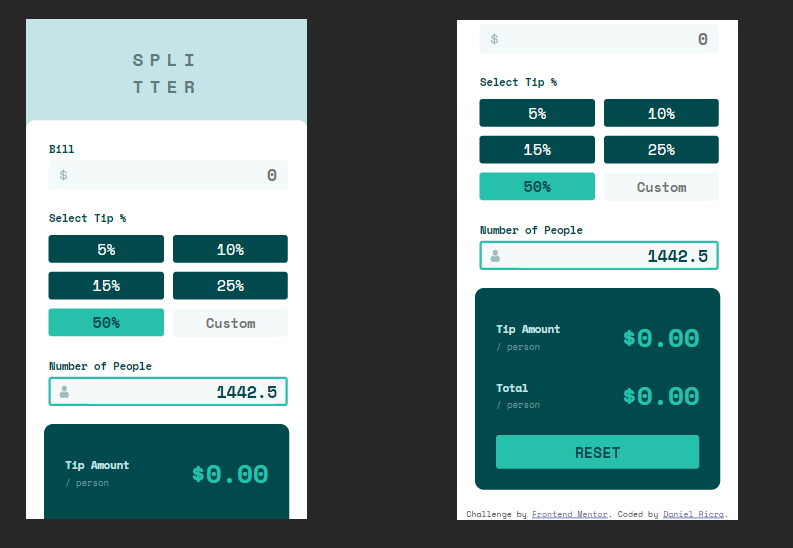 SPLI
TTER
Bill
$ 0
Select Tip %
5% 10%
15% 25%
50% Custom
Number of People
1442.5
Tip Amount
/ person
$0.00
$ 0
Select Tip %
5% 10%
15% 25%
50% Custom
Number of People
1442.5
Tip Amount
/ person
$0.00
Total
/ person
$0.00
RESET
Challenge by Frontend Mentor. Coded by Daniel Ricra.